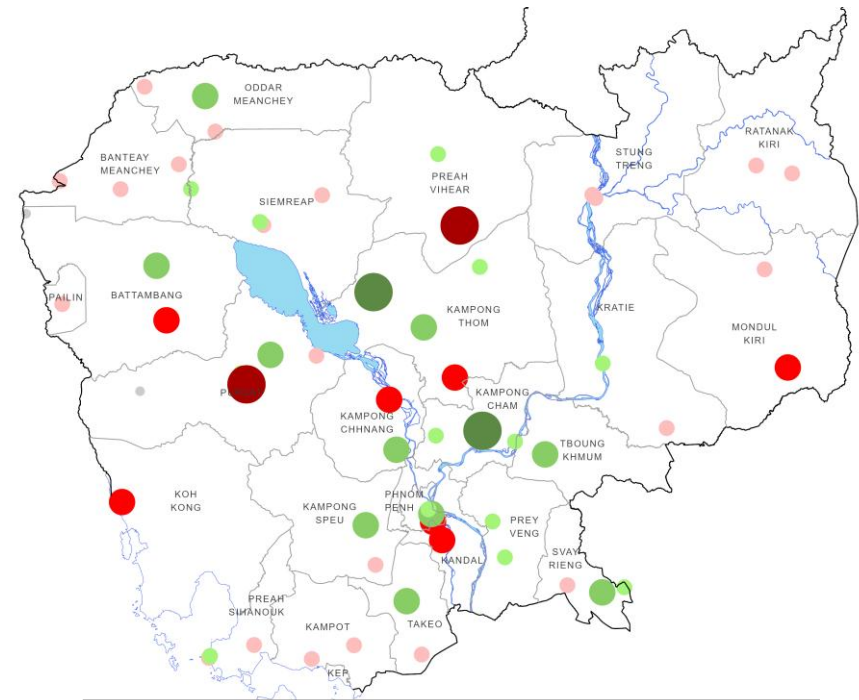 ODDAR
MEANCHEY
BANTEAY
MEANCHEY
SIEMREAP
PREAH
VIHEAR
STUNG
TRENG
RATANAK
KIRI
PAILIN
BATTAMBANG
KAMPONG
THOM
KRATIE
MONDUL
KIRI
KAMPONG
CHHNANG
KAMPONG
CHAM
TBOUNG
KHMUM
KOH
KONG
KAMPONG
SPEU
PHNOM
PENH
PREY
VENG
KANDAL
SVAY
RIENG
PREAH
SIHANOUK
KAMPOT
TAKEO
KEP